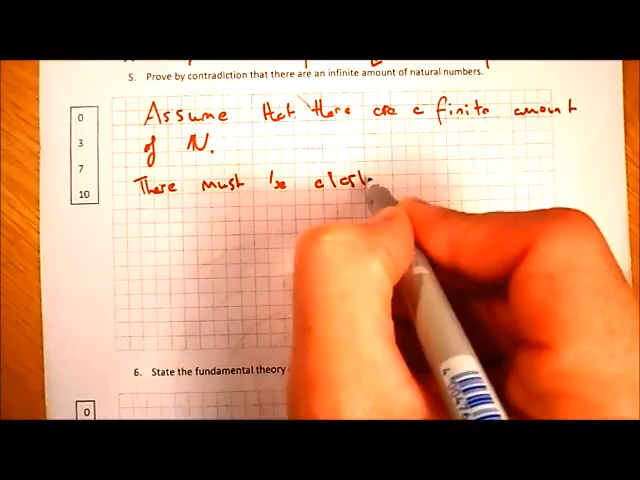 5. Prove by contradiction that there are an infinite amount of natural numbers.
0
3
7
10
Assume that there are a finite amount
of N.
There must be a
6. State the fundamental theory
0